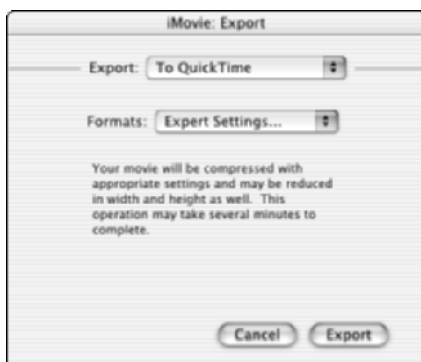 iMovie: Export
Export: To QuickTime
Formats: Expert Settings...
Your movie will be compressed with
appropriate settings and may be reduced
in width and height as well. This
operation may take several minutes to
complete.
Cancel Export